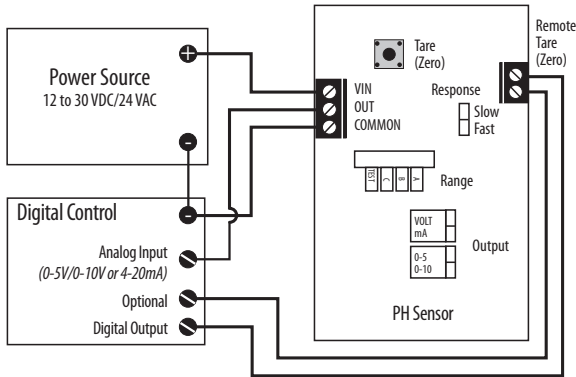 Power Source
12 to 30 VDC/24 VAC
+
-
Digital Control
-
Analog Input
(0-5V/0-10V or 4-20mA)
Optional
Digital Output
VIN
OUT
COMMON
Tare
(Zero)
Remote
Tare
(Zero)
Response
Slow
Fast
TEST
C
B
A
Range
VOLT
mA
0-5
0-10
Output
PH Sensor